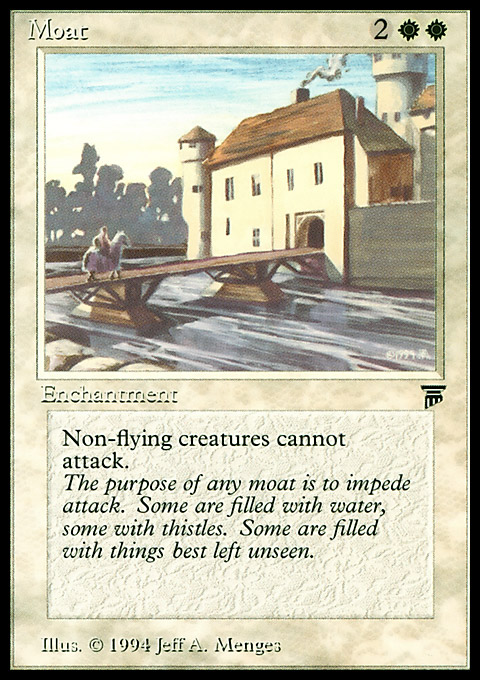 Moat 2
Enchantment
Non-flying creatures cannot
attack.
The purpose of any moat is to impede
attack. Some are filled with water,
some with thistles. Some are filled
with things best left unseen.
Illus. © 1994 Jeff A. Menges